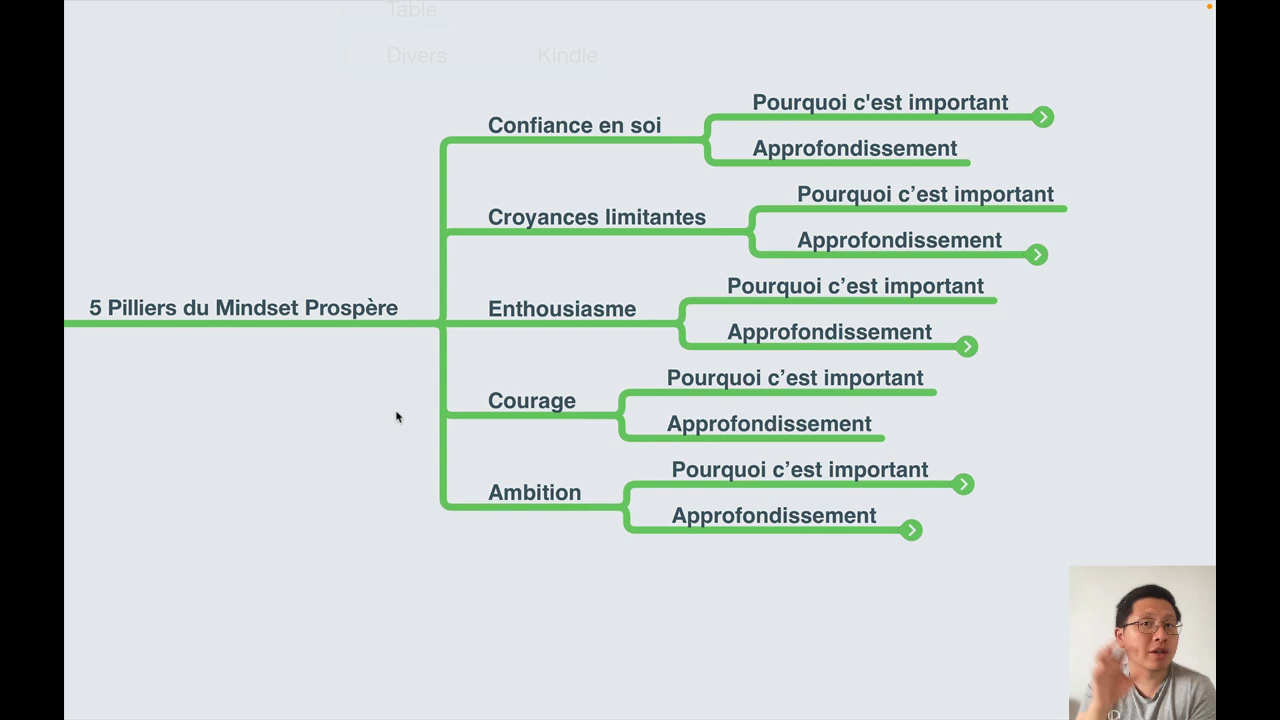 Table
Divers
Kindle
5 Pilliers du Mindset Prospère
Confiance en soi
Pourquoi c'est important
Approfondissement
Croyances limitantes
Pourquoi c’est important
Approfondissement
Enthousiasme
Pourquoi c’est important
Approfondissement
Courage
Pourquoi c’est important
Approfondissement
Ambition
Pourquoi c’est important
Approfondissement